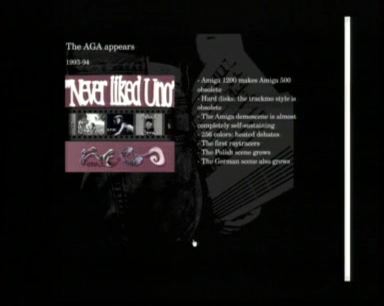 The AGA appears
1993-94
"Never liked Uno"
- Amiga 1200 makes Amiga 500
obsolete
- Hard disks: the trackmo style is
obsolete
- The Amiga demoscene is almost
completely self-sustaining
- 256 colors; heated debates
- The first raytracers
- The Polish scene grows
- The German scene also grows